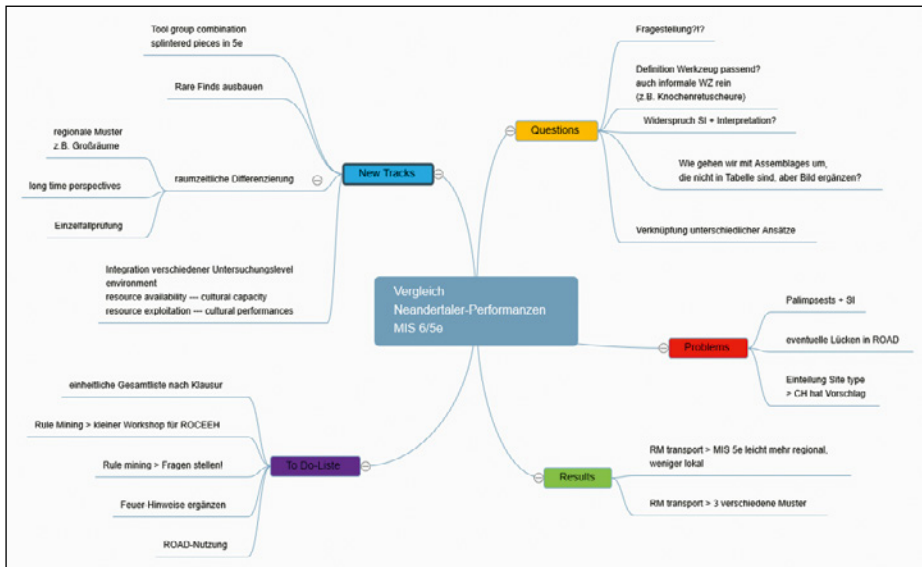 Tool group combination
splintered pieces in 5e
Rare Finds ausbauen
regionale Muster
z.B. Großräume
long time perspectives
Einzelfallprüfung
raumzeitliche Differenzierung
New Tracks
Integration verschiedener Untersuchungslevel
environment
resource availability --- cultural capacity
resource exploitation --- cultural performances
Fragestellung?!?
Definition Werkzeug passend?
auch informale WZ rein
(z.B. Knochenretuscheure)
Widerspruch SI + Interpretation?
Questions
Wie gehen wir mit Assemblages um,
die nicht in Tabelle sind, aber Bild ergänzen?
Verknüpfung unterschiedlicher Ansätze
Vergleich
Neandertaler-Performanzen
MIS 6/5e
Palimpsests + SI
Problems
eventuelle Lücken in ROAD
Einteilung Site type
> CH hat Vorschlag
einheitliche Gesamtliste nach Klausur
Rule Mining > kleiner Workshop für ROCEEH
Rule mining > Fragen stellen!
To Do-Liste
Feuer-Hinweise ergänzen
ROAD-Nutzung
Results
RM transport > MIS 5e leicht mehr regional,
weniger lokal
RM transport > 3 verschiedene Muster